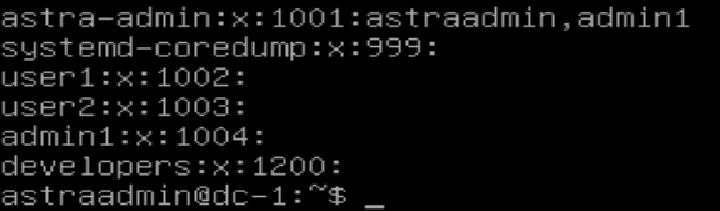 astra-admin:x:1001:astraadmin,admin1
systemd-coredump:x:999:
user1:x:1002:
user2:x:1003:
admin1:x:1004:
developers:x:1200:
astraadmin@dc-1:~$ _